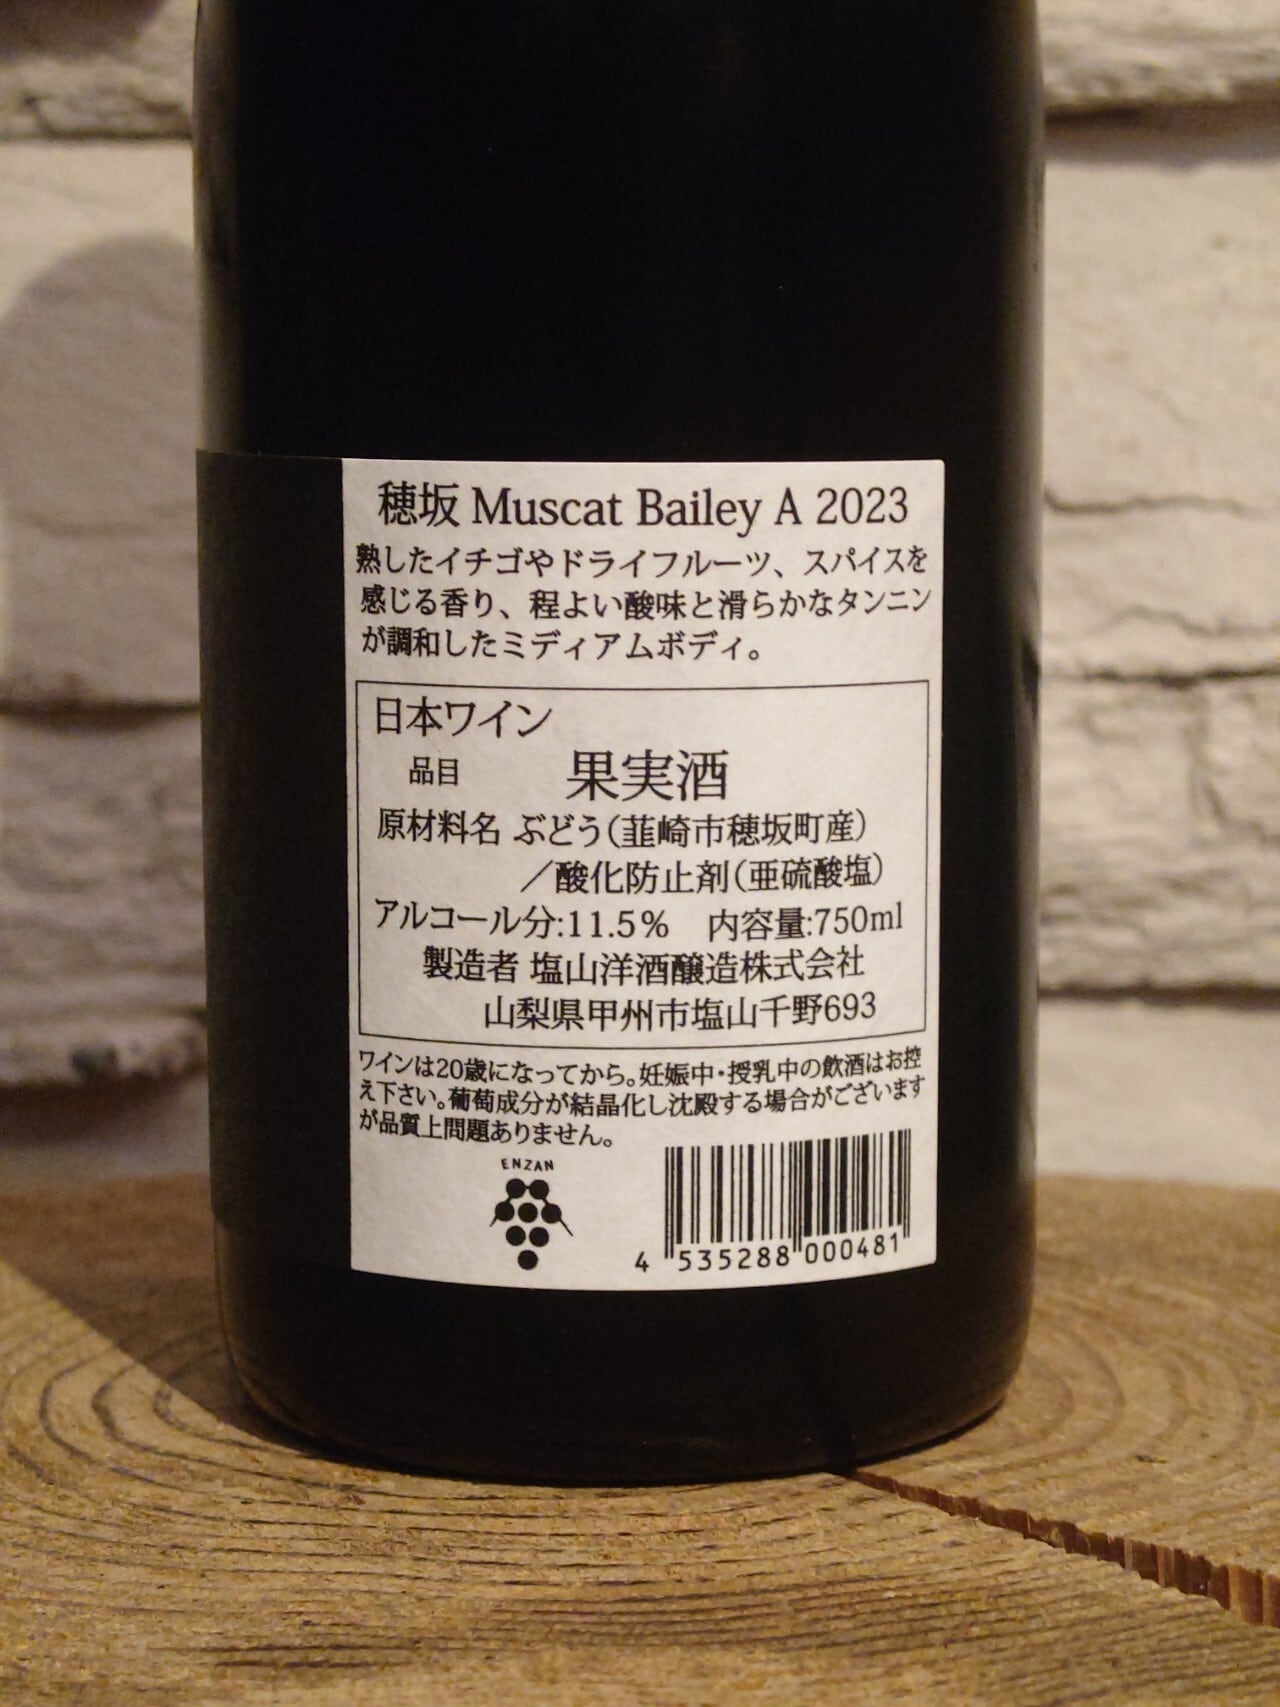 穂坂 Muscat Bailey A 2023
熟したイチゴやドライフルーツ、スパイスを
感じる香り、程よい酸味と滑らかなタンニン
が調和したミディアムボディ。
日本ワイン
品目 果実酒
原材料名 ぶどう(韮崎市穂坂町産)
／酸化防止剤(亜硫酸塩)
アルコール分:11.5% 内容量:750ml
製造者 塩山洋酒醸造株式会社
山梨県甲州市塩山千野693
ワインは20歳になってから。妊娠中・授乳中の飲酒はお控
え下さい。葡萄成分が結晶化し沈殿する場合がございます
が品質上問題ありません。
ENZAN
4 535288 000481